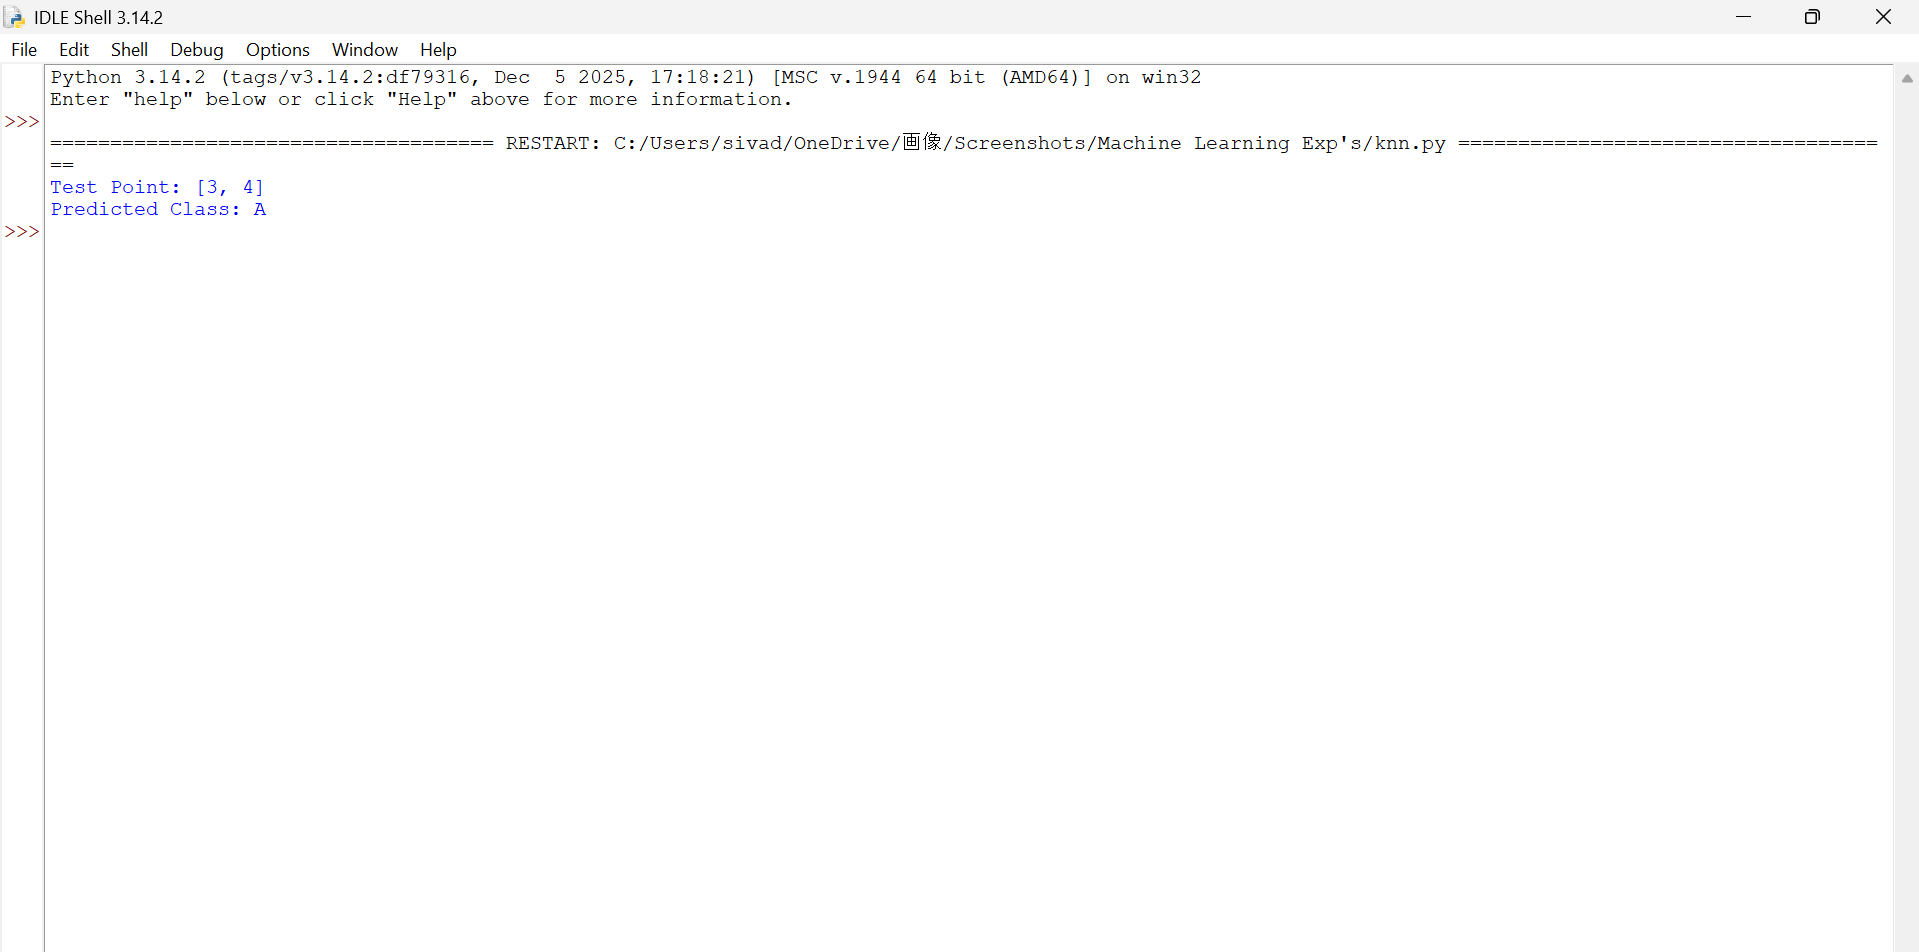 IDLE Shell 3.14.2
File Edit Shell Debug Options Window Help
Python 3.14.2 (tags/v3.14.2:df79316, Dec  5 2025, 17:18:21) [MSC v.1944 64 bit (AMD64)] on win32
Enter "help" below or click "Help" above for more information.
>>>
===================================== RESTART: C:/Users/sivad/OneDrive/画像/Screenshots/Machine Learning Exp's/knn.py ===================================
==
Test Point: [3, 4]
Predicted Class: A
>>>